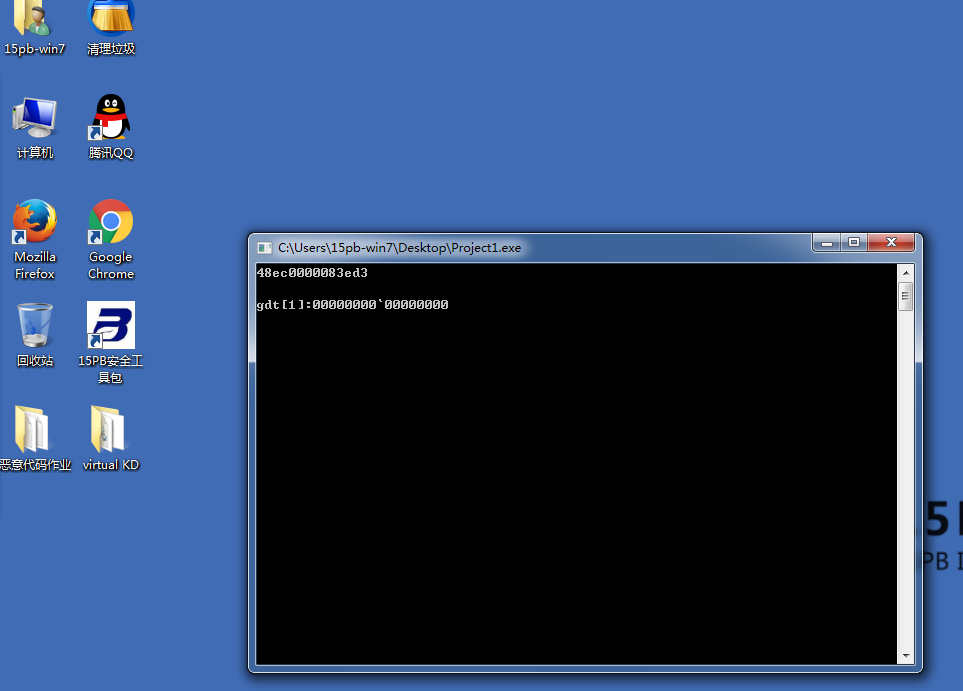 15pb-win7
清理垃圾
计算机
腾讯QQ
Mozilla
Firefox
Google
Chrome
回收站
15PB安全工
具包
恶意代码作业
virtual KD
C:\Users\15pb-win7\Desktop\Project1.exe
48ec0000083ed3
gdt[1]:00000000`00000000
5
PB